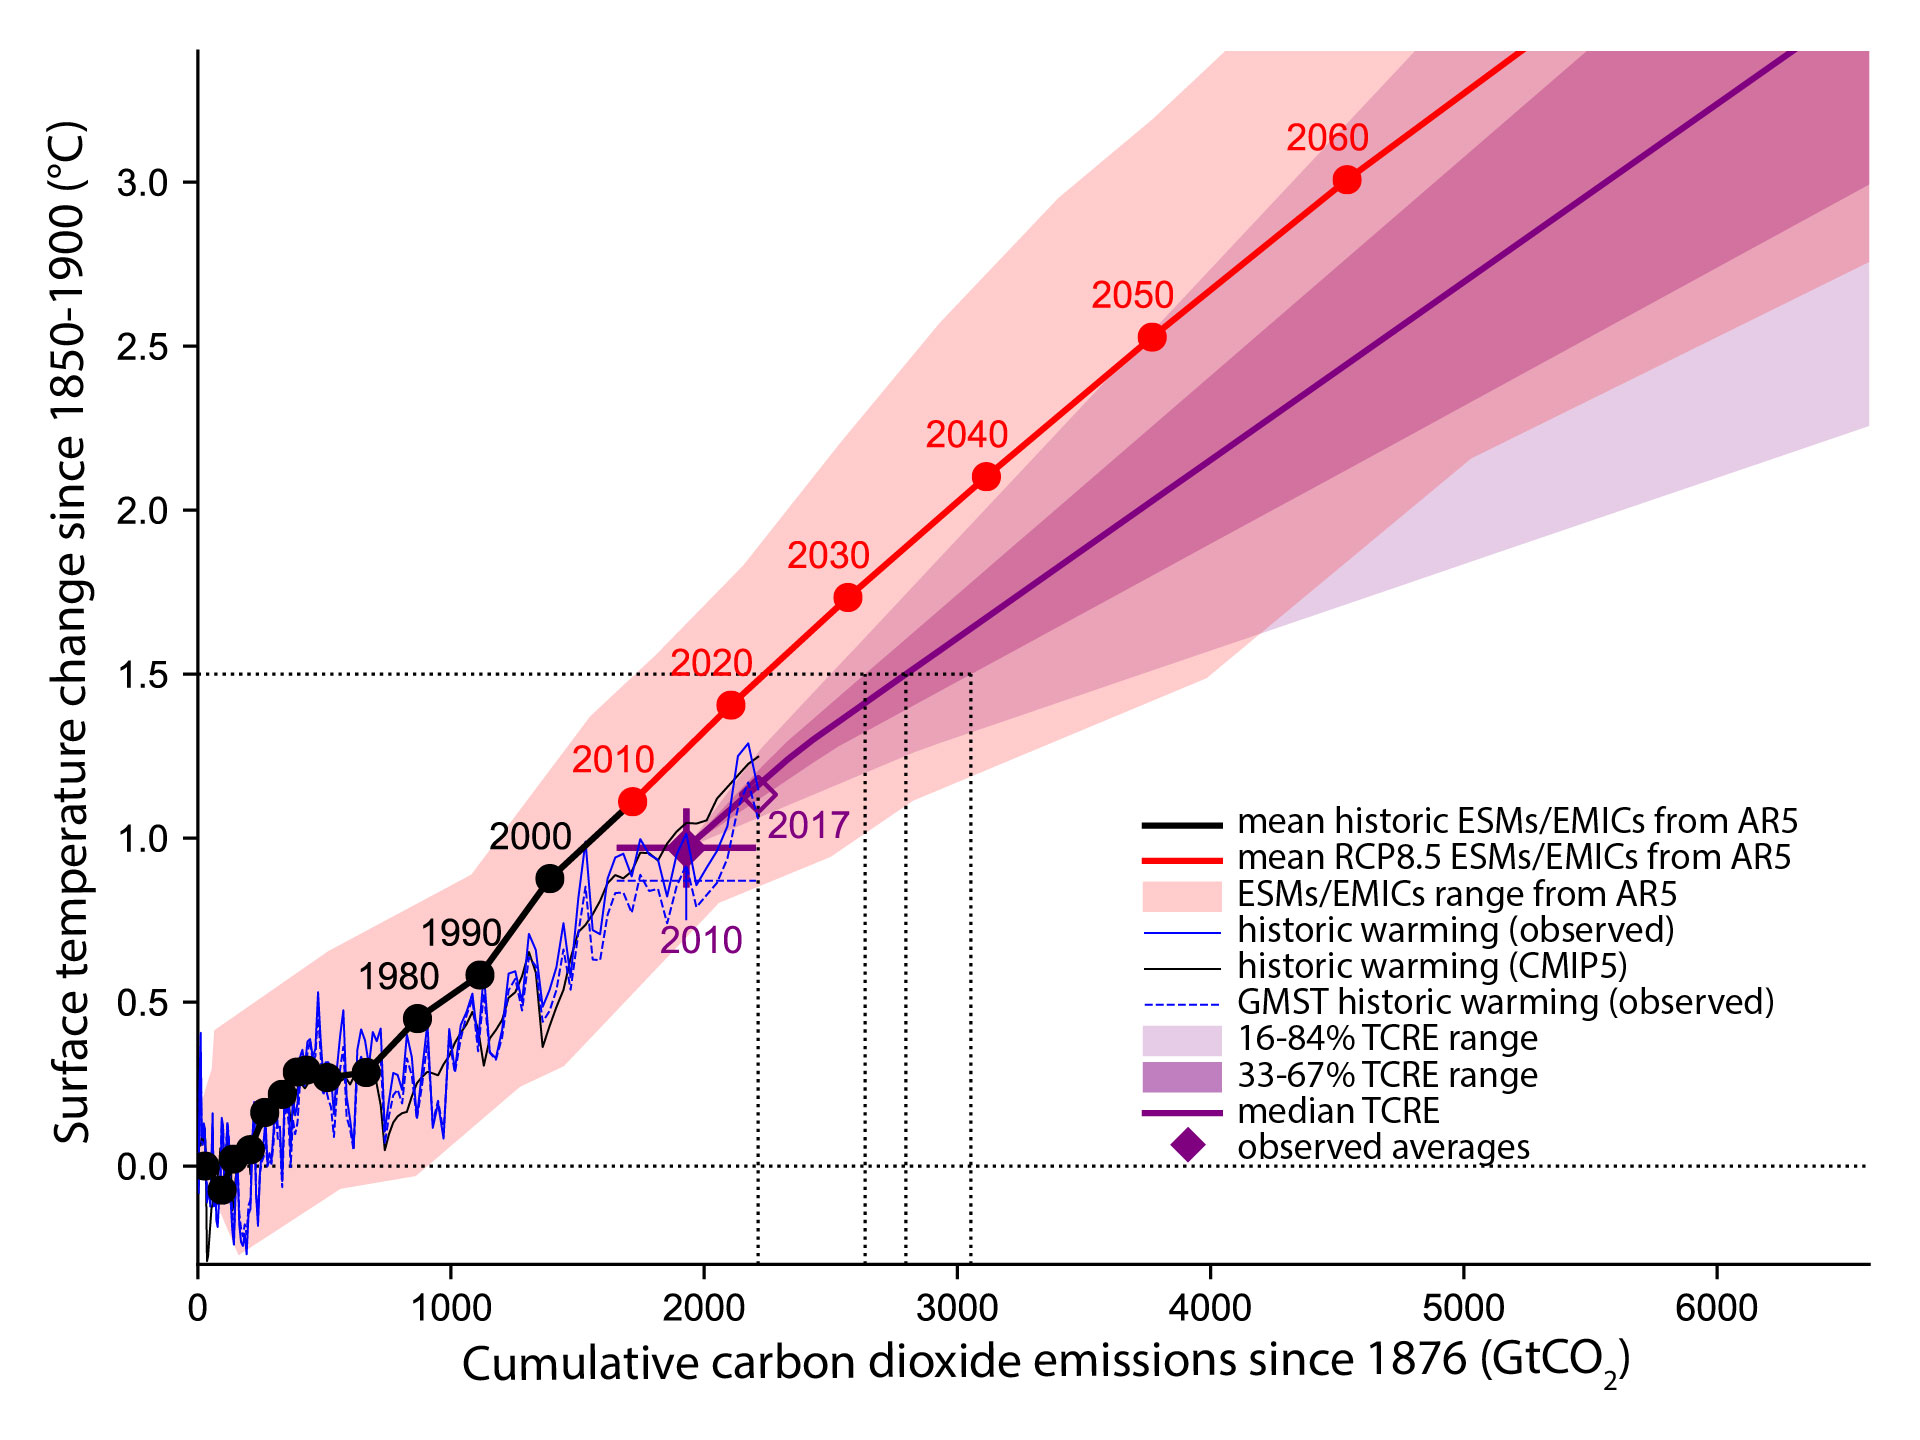 Surface temperature change since 1850-1900 (°C)
3.0
2.5
2.0
1.5
1.0
0.5
0.0
2060
2050
2040
2030
2020
2010
2000
1990
1980
2017
2010
mean historic ESMs/EMICs from AR5
mean RCP8.5 ESMs/EMICs from AR5
ESMs/EMICs range from AR5
historic warming (observed)
historic warming (CMIP5)
GMST historic warming (observed)
16-84% TCRE range
33-67% TCRE range
median TCRE
observed averages
0 1000 2000 3000 4000 5000 6000
Cumulative carbon dioxide emissions since 1876 (GtCO₂)